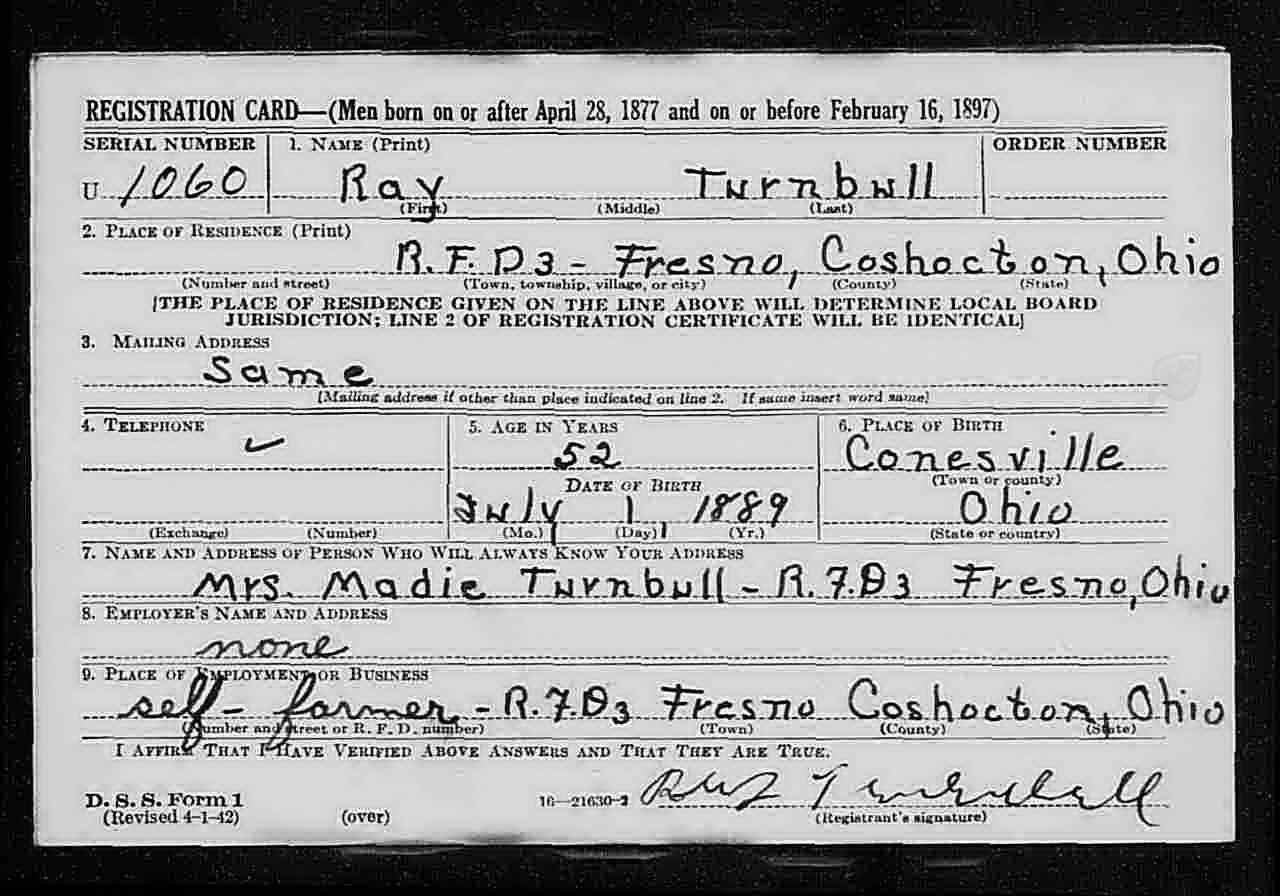 REGISTRATION CARD—(Men born on or after April 28, 1877 and on or before February 16, 1897)
SERIAL NUMBER 1. NAME (Print) ORDER NUMBER
U 1060 Ray Turnbull
(First) (Middle) (Last)
2. PLACE OF RESIDENCE (Print)
R.F.D 3 - Fresno, Coshocton, Ohio
(Number and street) (Town, township, village, or city) (County) (State)
[THE PLACE OF RESIDENCE GIVEN ON THE LINE ABOVE WILL DETERMINE LOCAL BOARD
JURISDICTION; LINE 2 OF REGISTRATION CERTIFICATE WILL BE IDENTICAL]
3. MAILING ADDRESS
Same
[Mailing address if other than place indicated on line 2. If same insert word same]
4. TELEPHONE 5. AGE IN YEARS 6. PLACE OF BIRTH
✓ 52 Conesville
DATE OF BIRTH (Town or county)
July 1 1889 Ohio
(Exchange) (Number) (Mo.) (Day) (Yr.) (State or country)
7. NAME AND ADDRESS OF PERSON WHO WILL ALWAYS KNOW YOUR ADDRESS
Mrs. Madie Turnbull - R.F.D3 Fresno, Ohio
8. EMPLOYER'S NAME AND ADDRESS
none
9. PLACE OF EMPLOYMENT OR BUSINESS
self- farmer - R.F.D3 Fresno Coshocton, Ohio
(Number and street or R. F. D. number) (Town) (County) (State)
I AFFIRM THAT I HAVE VERIFIED ABOVE ANSWERS AND THAT THEY ARE TRUE.
Ray Turnbull
D. S. S. Form 1 16—21630-2
(Revised 4-1-42) (over) (Registrant's signature)